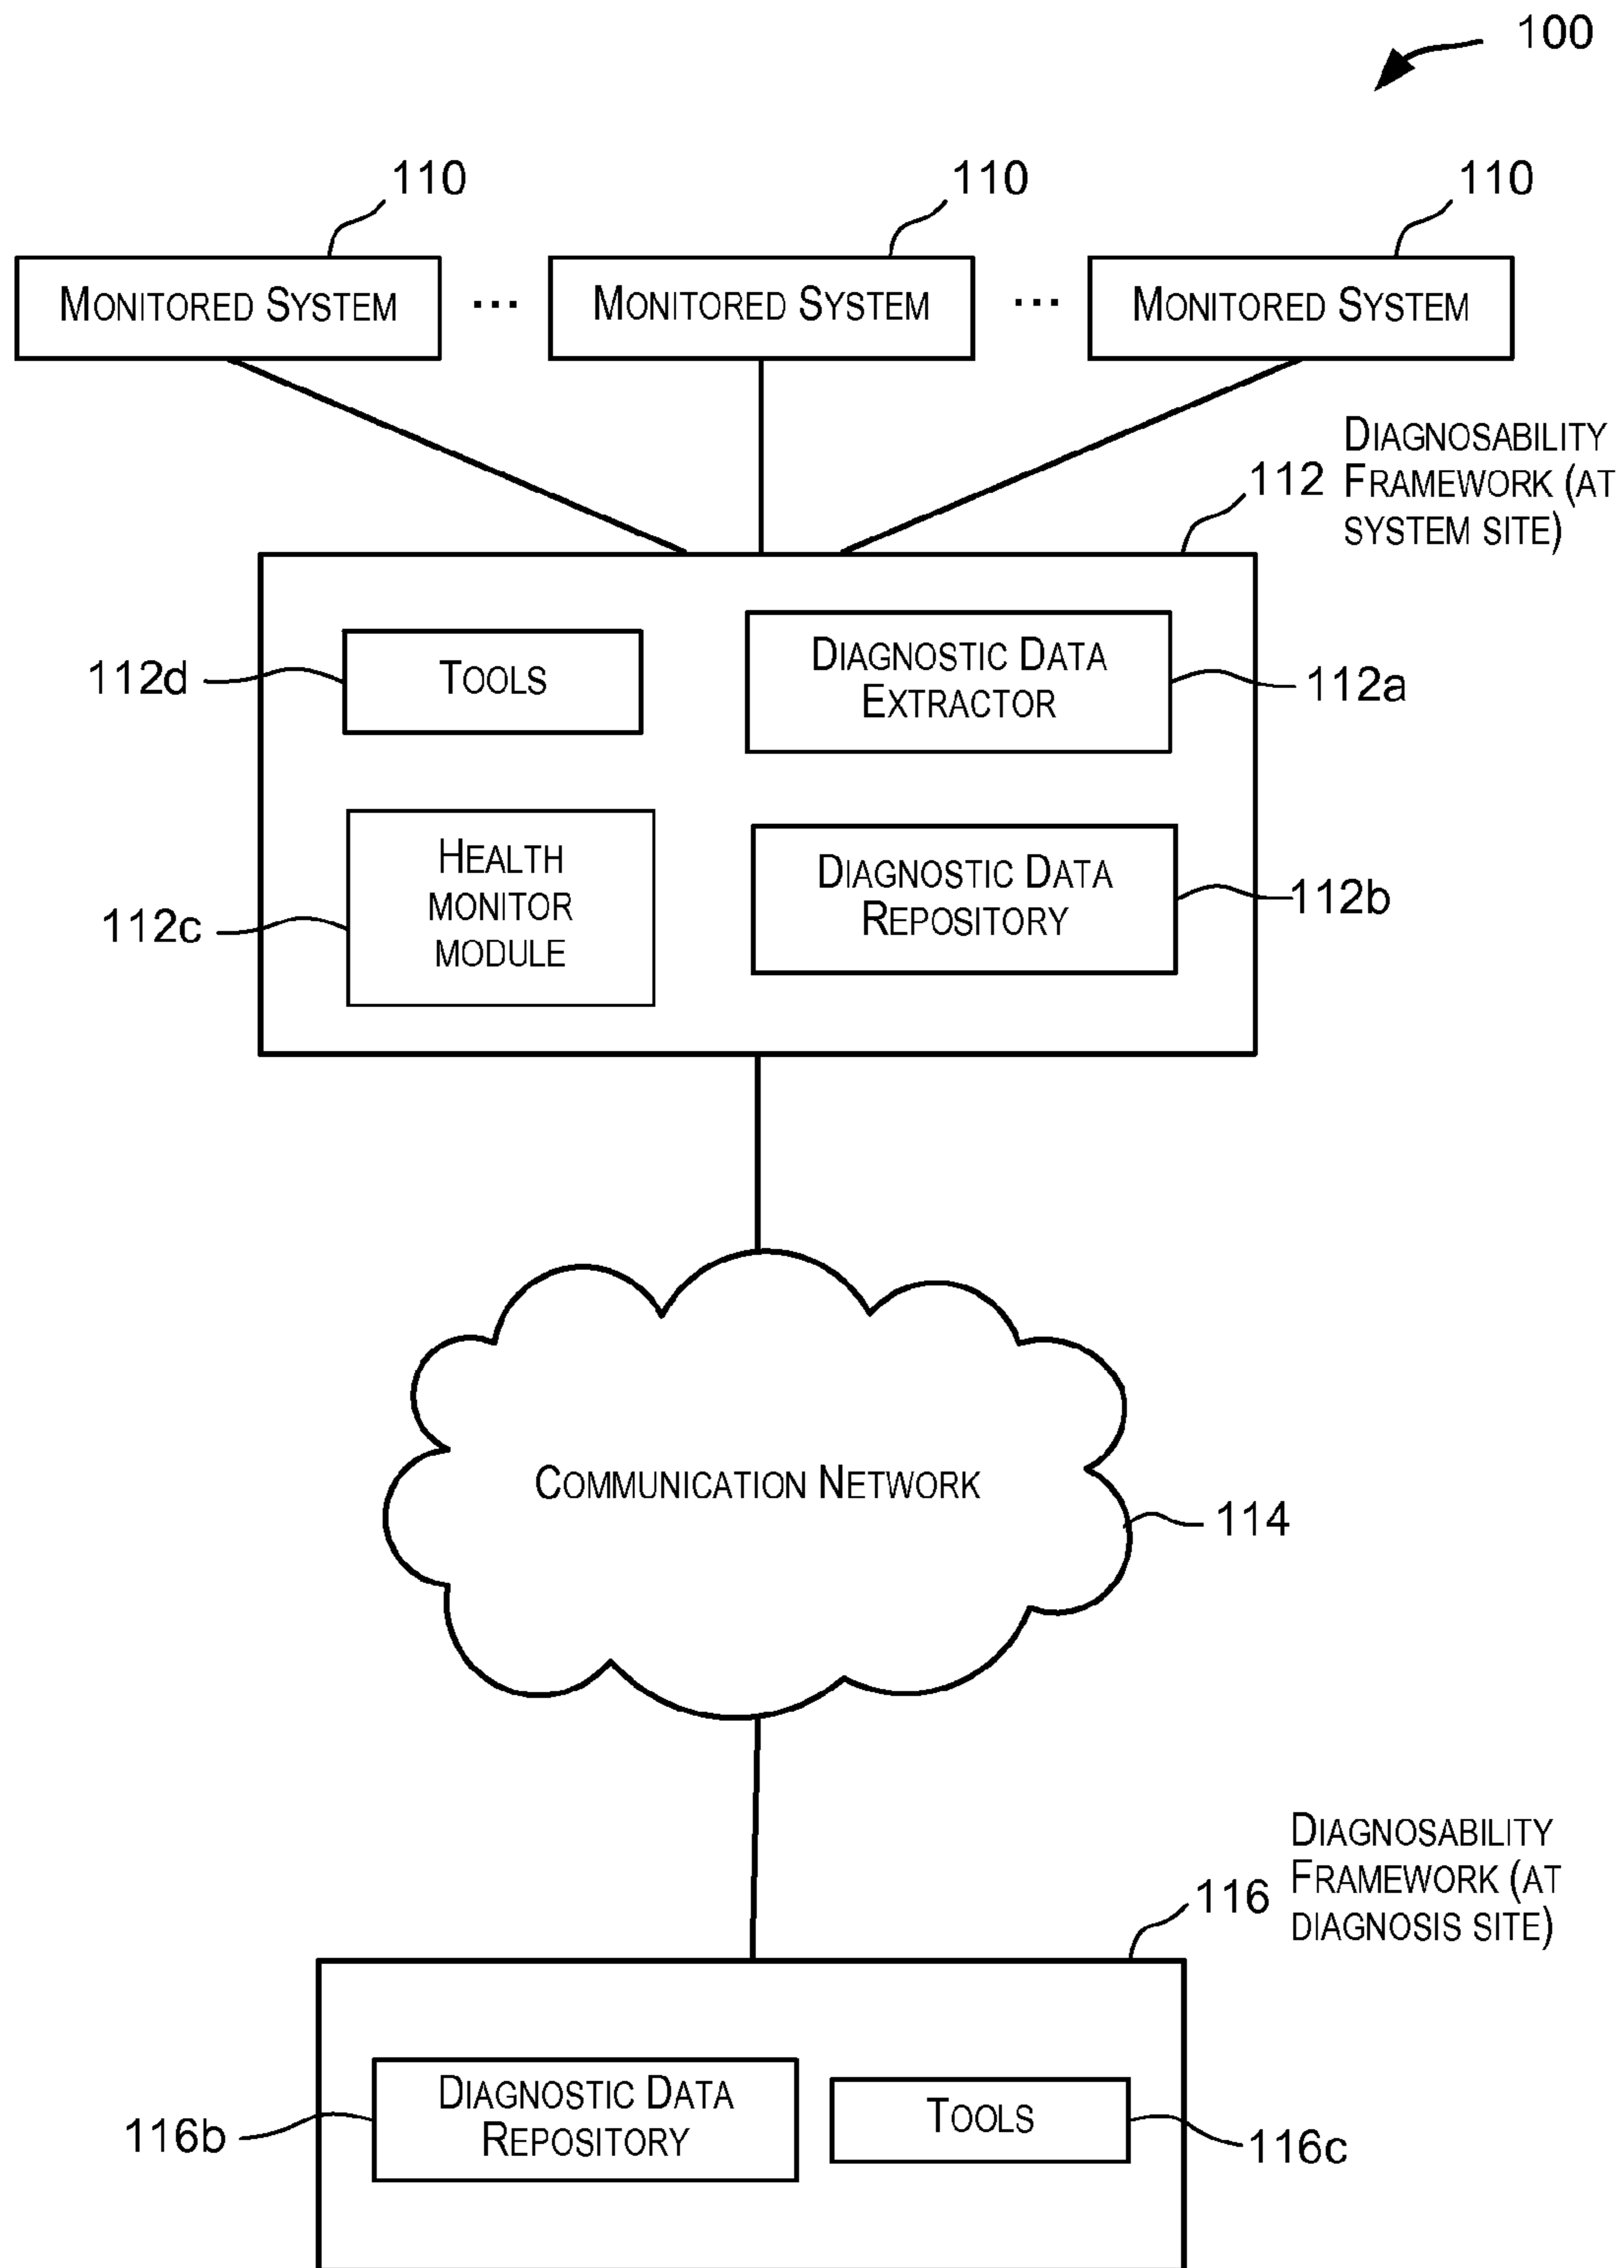 100
110
110
110
MONITORED SYSTEM
...
MONITORED SYSTEM
...
MONITORED SYSTEM
DIAGNOSABILITY
112 FRAMEWORK (AT
SYSTEM SITE)
112d
TOOLS
DIAGNOSTIC DATA
EXTRACTOR
112a
112c
HEALTH
MONITOR
MODULE
DIAGNOSTIC DATA
REPOSITORY
112b
COMMUNICATION NETWORK
114
DIAGNOSABILITY
116 FRAMEWORK (AT
DIAGNOSIS SITE)
116b
DIAGNOSTIC DATA
REPOSITORY
TOOLS
116c